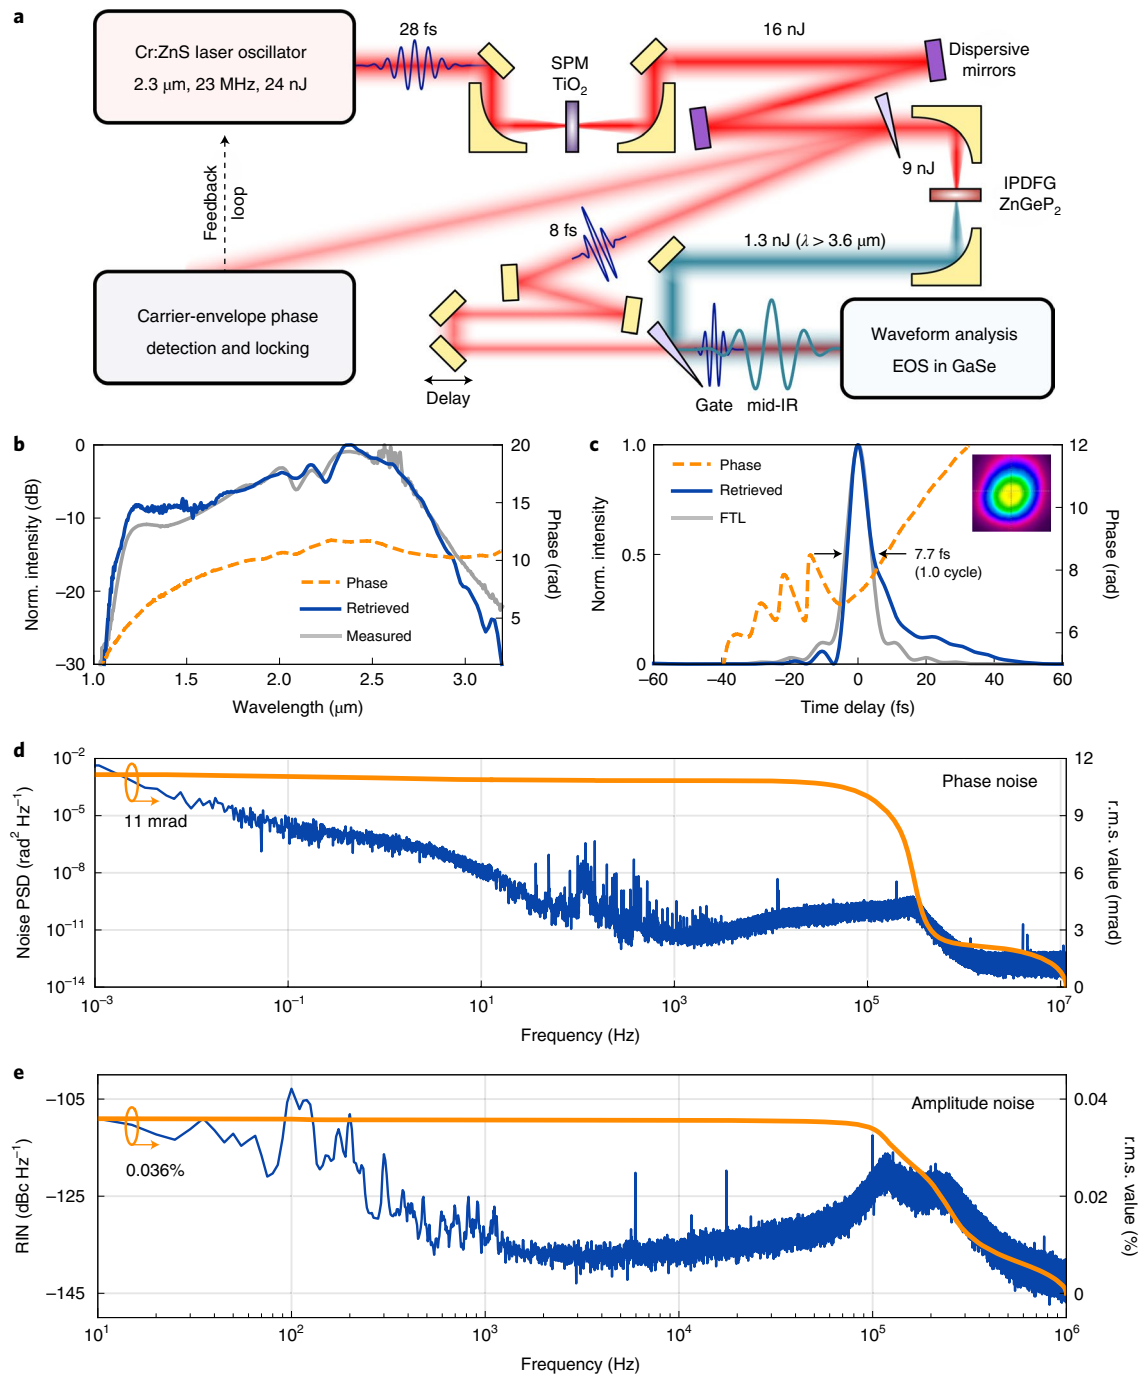 a
Cr:ZnS laser oscillator
2.3 μm, 23 MHz, 24 nJ
28 fs
SPM
TiO2
16 nJ
Dispersive
mirrors
9 nJ
IPDFG
ZnGeP2
Feedback
loop
8 fs
1.3 nJ (λ > 3.6 μm)
Carrier-envelope phase
detection and locking
Delay
Gate
mid-IR
Waveform analysis
EOS in GaSe
b
Norm. intensity (dB)
0
−10
−20
−30
20
15
10
5
Phase (rad)
Phase
Retrieved
Measured
1.0
1.5
2.0
2.5
3.0
Wavelength (μm)
c
Norm. intensity
1.0
0.5
0
Phase
Retrieved
FTL
7.7 fs
(1.0 cycle)
12
10
8
6
Phase (rad)
−60
−40
−20
0
20
40
60
Time delay (fs)
d
Noise PSD (rad2 Hz−1)
10−2
10−5
10−8
10−11
10−14
Phase noise
11 mrad
12
9
6
3
0
r.m.s. value (mrad)
10−3
10−1
101
103
105
107
Frequency (Hz)
e
RIN (dBc Hz−1)
−105
−125
−145
Amplitude noise
0.036%
0.04
0.02
0
r.m.s. value (%)
101
102
103
104
105
106
Frequency (Hz)